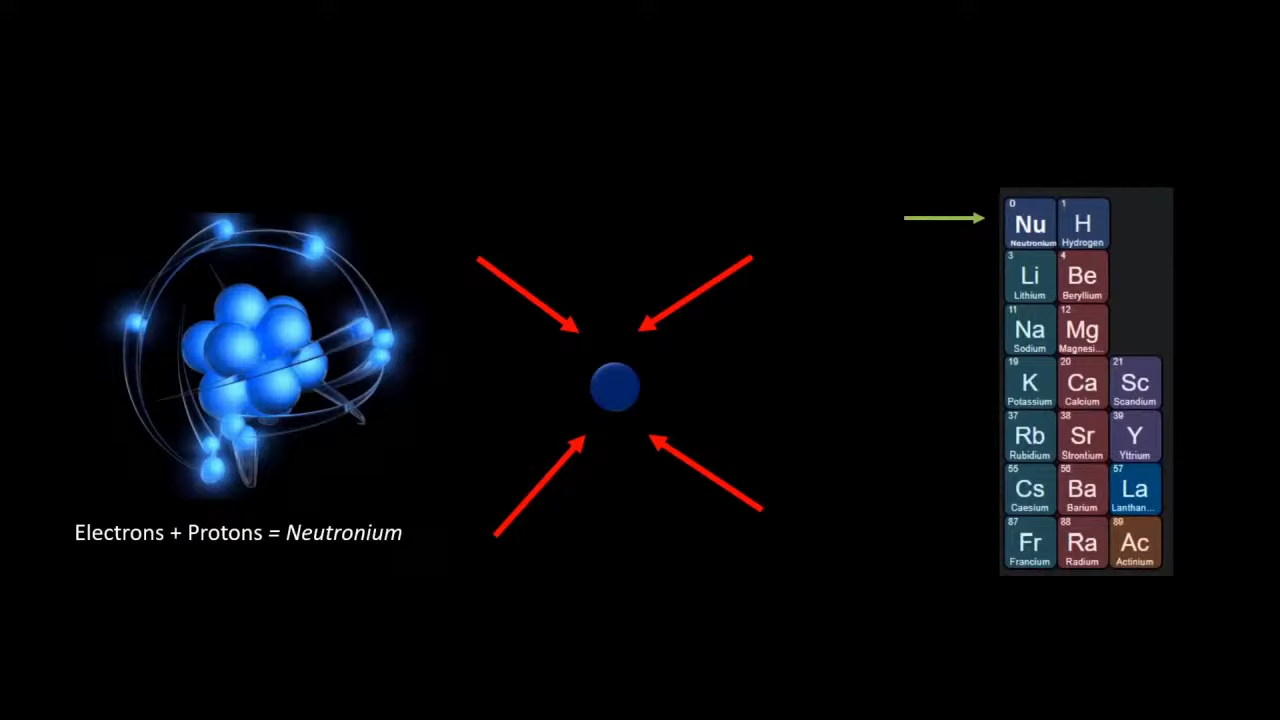 Electrons + Protons = Neutronium
0 1
Nu H
Neutronium Hydrogen
3 4
Li Be
Lithium Beryllium
11 12
Na Mg
Sodium Magnesi...
19 20 21
K Ca Sc
Potassium Calcium Scandium
37 38 39
Rb Sr Y
Rubidium Strontium Yttrium
55 56 57
Cs Ba La
Caesium Barium Lanthan...
87 88 89
Fr Ra Ac
Francium Radium Actinium